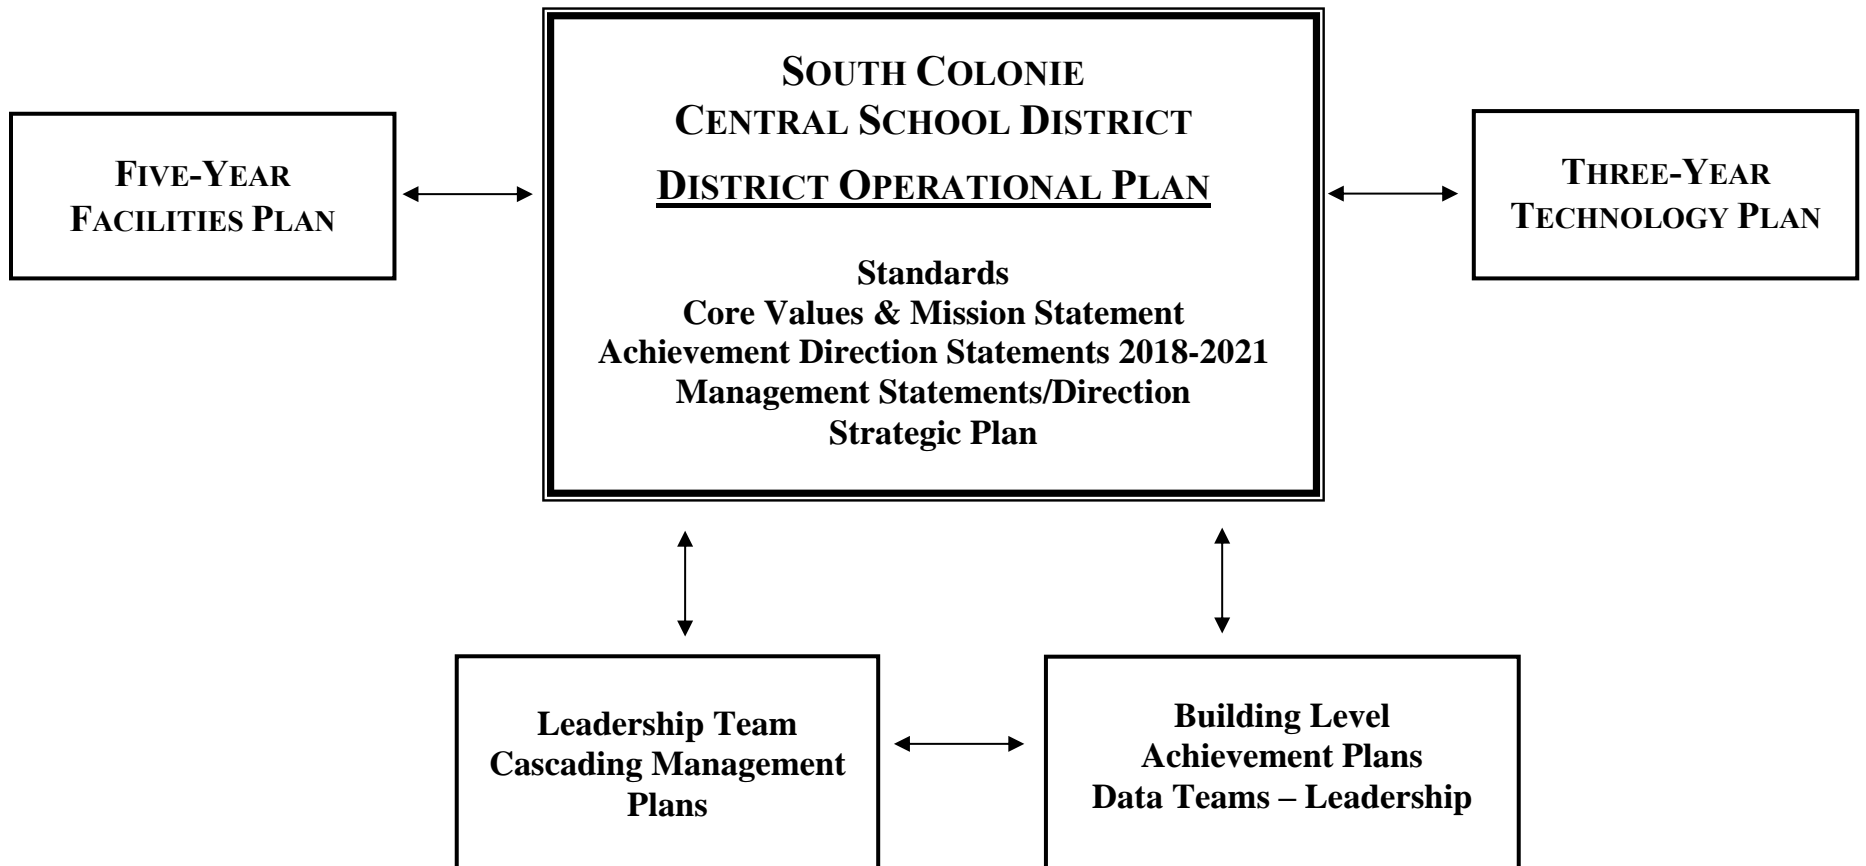 SOUTH COLONIE
CENTRAL SCHOOL DISTRICT
DISTRICT OPERATIONAL PLAN
Standards
Core Values & Mission Statement
Achievement Direction Statements 2018-2021
Management Statements/Direction
Strategic Plan
FIVE-YEAR
FACILITIES PLAN
THREE-YEAR
TECHNOLOGY PLAN
Leadership Team
Cascading Management
Plans
Building Level
Achievement Plans
Data Teams – Leadership